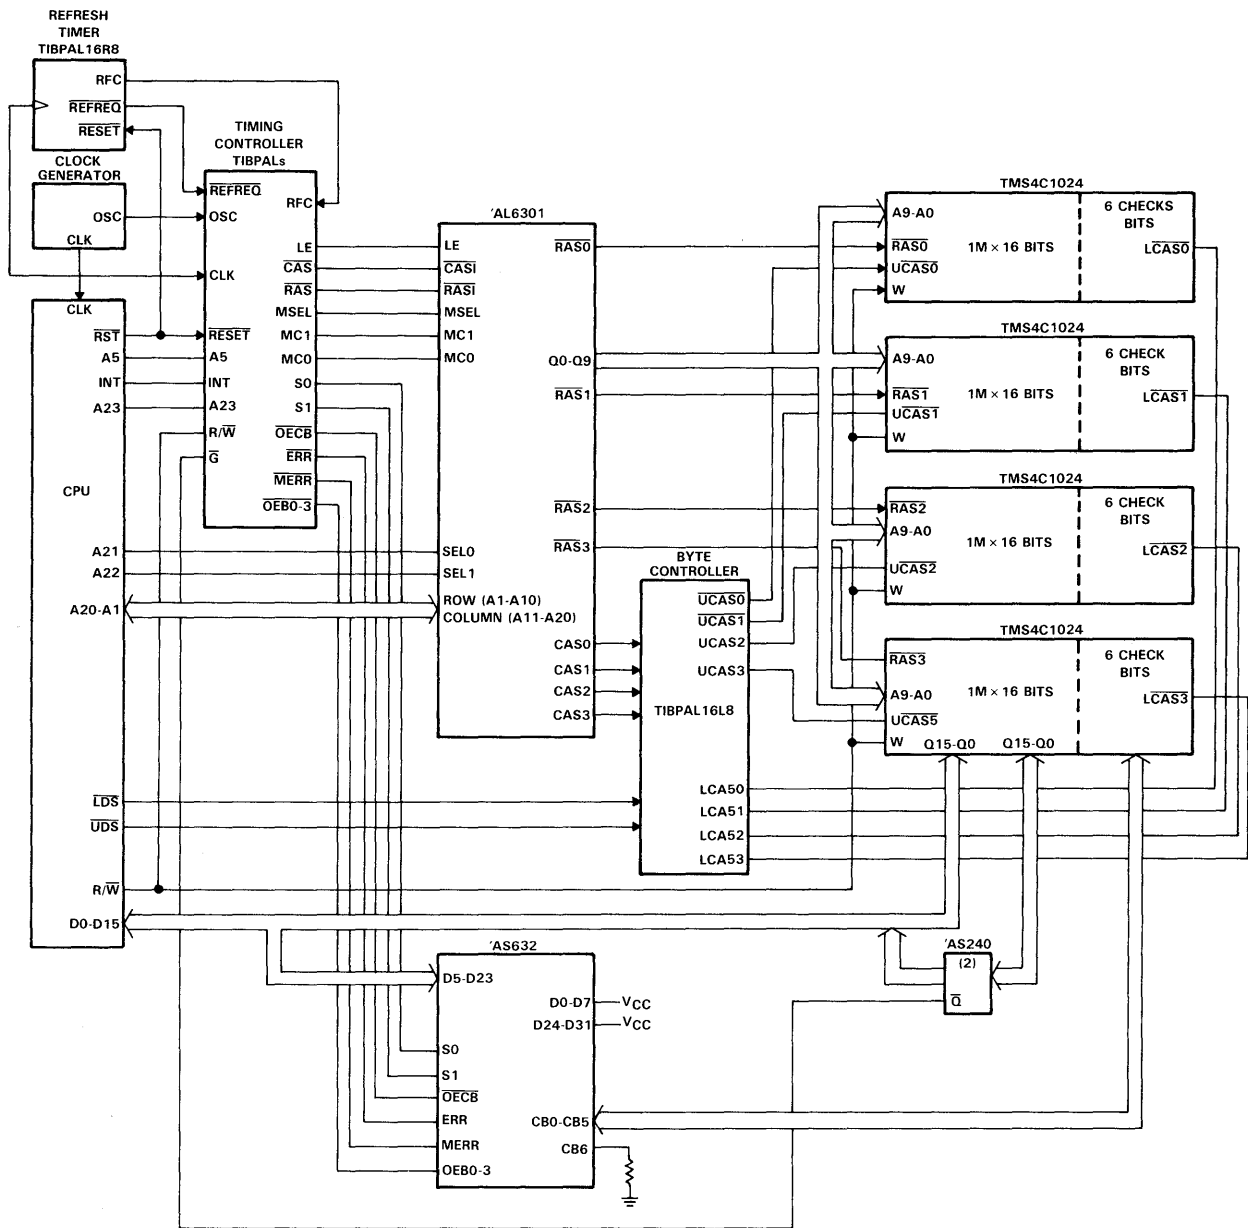 REFRESH
TIMER
TIBPAL16R8
RFC
REFREQ
RESET
CLOCK
GENERATOR
OSC
CLK
CLK
RST
A5
INT
A23
CPU
A21
A22
A20-A1
LDS
UDS
R/W
D0-D15
TIMING
CONTROLLER
TIBPALs
REFREQ
RFC
OSC
LE
CLK
CAS
RAS
MSEL
RESET
MC1
A5
MC0
INT
S0
A23
S1
R/W
OECB
G
ERR
MERR
OEB0-3
'AL6301
LE
RAS0
CASI
RASI
MSEL
MC1
MC0
Q0-Q9
RAS1
RAS2
SEL0
RAS3
SEL1
ROW (A1-A10)
COLUMN (A11-A20)
CAS0
CAS1
CAS2
CAS3
BYTE
CONTROLLER
UCAS0
UCAS1
UCAS2
UCAS3
TIBPAL16L8
LCA50
LCA51
LCA52
LCA53
TMS4C1024
A9-A0
6 CHECKS
BITS
RAS0
1M × 16 BITS
LCAS0
UCAS0
W
TMS4C1024
A9-A0
6 CHECK
BITS
RAS1
1M × 16 BITS
LCAS1
UCAS1
W
TMS4C1024
RAS2
6 CHECK
BITS
A9-A0
1M × 16 BITS
LCAS2
UCAS2
W
TMS4C1024
RAS3
6 CHECK
BITS
A9-A0
1M × 16 BITS
LCAS3
UCAS5
W
Q15-Q0
Q15-Q0
'AS632
D5-D23
D0-D7
VCC
D24-D31
VCC
S0
S1
OECB
ERR
CB0-CB5
MERR
CB6
OEB0-3
'AS240
(2)
Q